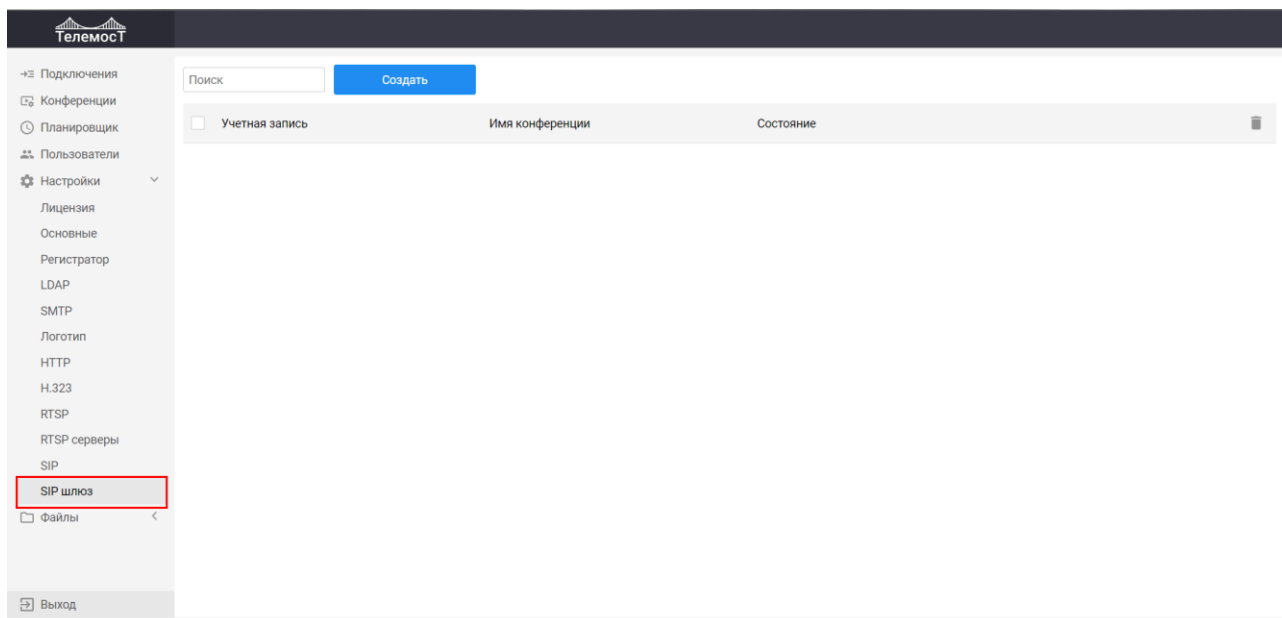 ТелемосТ
Подключения
Конференции
Планировщик
Пользователи
Настройки
Лицензия
Основные
Регистратор
LDAP
SMTP
Логотип
HTTP
H.323
RTSP
RTSP серверы
SIP
SIP шлюз
Файлы
Выход
Поиск Создать
Учетная запись Имя конференции Состояние